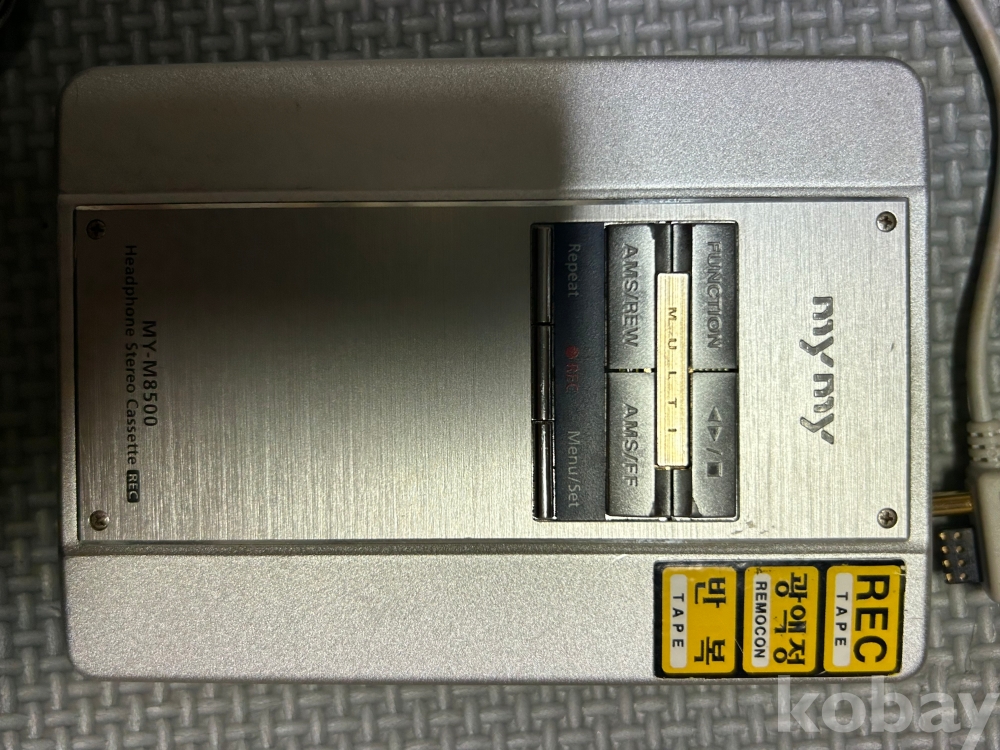 mymy
FUNCTION
◁▷/■
MULTI
AMS/REW
AMS/FF
Repeat
REC
Menu/Set
MY-M8500
Headphone Stereo Cassette REC
REC
TAPE
광액정
REMOCON
반복
TAPE
kobay